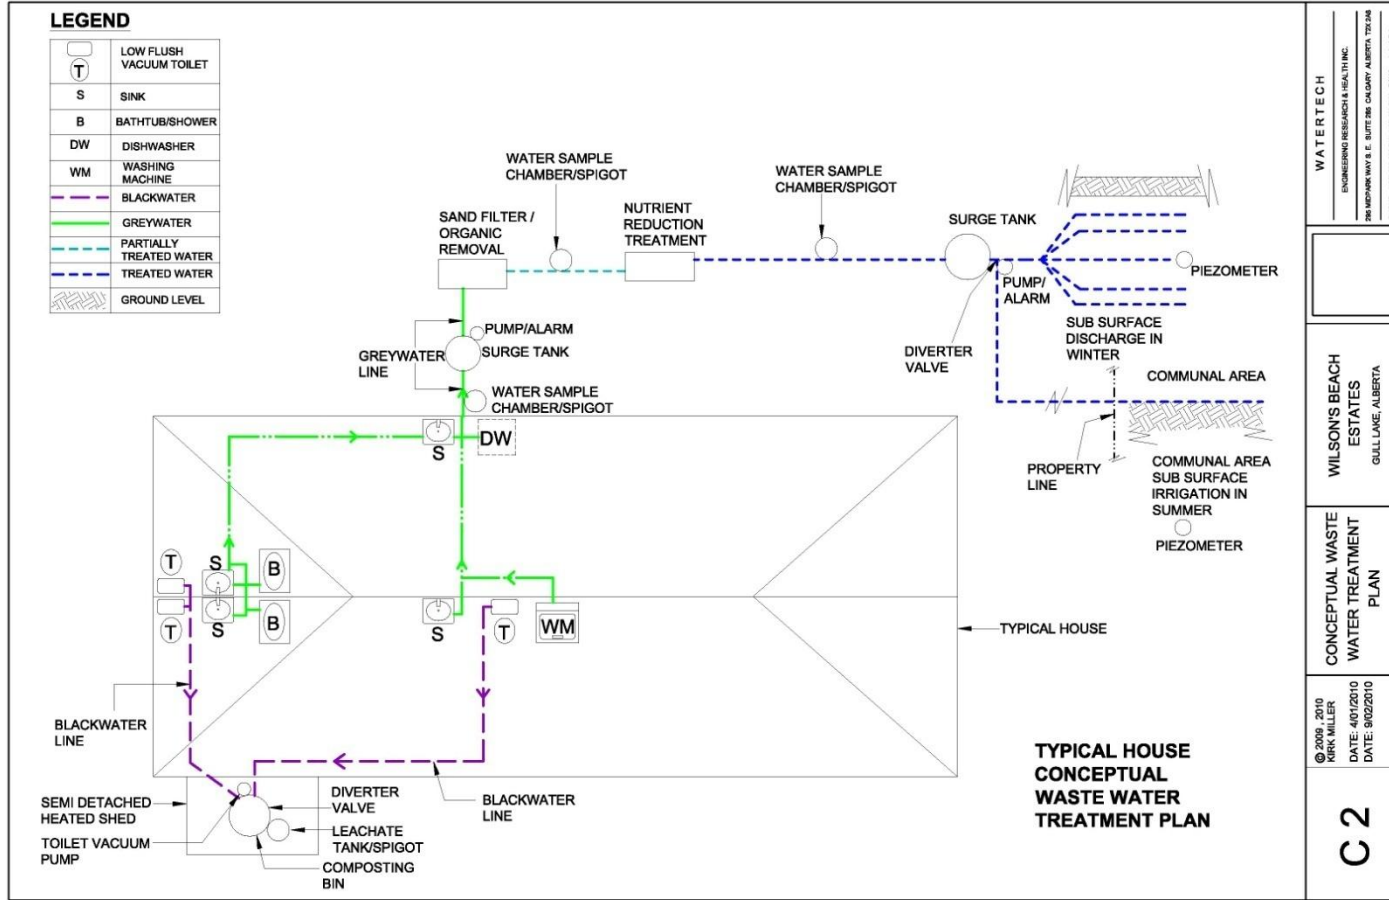 LEGEND
LOW FLUSH
VACUUM TOILET
T
S
SINK
B
BATHTUB/SHOWER
DW
DISHWASHER
WM
WASHING
MACHINE
BLACKWATER
GREYWATER
PARTIALLY
TREATED WATER
TREATED WATER
GROUND LEVEL
WATER SAMPLE
CHAMBER/SPIGOT
SAND FILTER /
ORGANIC
REMOVAL
NUTRIENT
REDUCTION
TREATMENT
WATER SAMPLE
CHAMBER/SPIGOT
SURGE TANK
PIEZOMETER
PUMP/
ALARM
SUB SURFACE
DISCHARGE IN
WINTER
DIVERTER
VALVE
COMMUNAL AREA
PROPERTY
LINE
COMMUNAL AREA
SUB SURFACE
IRRIGATION IN
SUMMER
PIEZOMETER
PUMP/ALARM
SURGE TANK
GREYWATER
LINE
WATER SAMPLE
CHAMBER/SPIGOT
S
DW
T
S
B
T
S
B
S
T
WM
TYPICAL HOUSE
BLACKWATER
LINE
BLACKWATER
LINE
SEMI DETACHED
HEATED SHED
TOILET VACUUM
PUMP
DIVERTER
VALVE
LEACHATE
TANK/SPIGOT
COMPOSTING
BIN
TYPICAL HOUSE
CONCEPTUAL
WASTE WATER
TREATMENT PLAN
WATERTECH
ENGINEERING RESEARCH & HEALTH INC.
WILSON'S BEACH
ESTATES
GULL LAKE, ALBERTA
CONCEPTUAL WASTE
WATER TREATMENT
PLAN
© 2009, 2010
KIRK MILLER
DATE: 4/01/2010
DATE: 9/02/2010
C 2